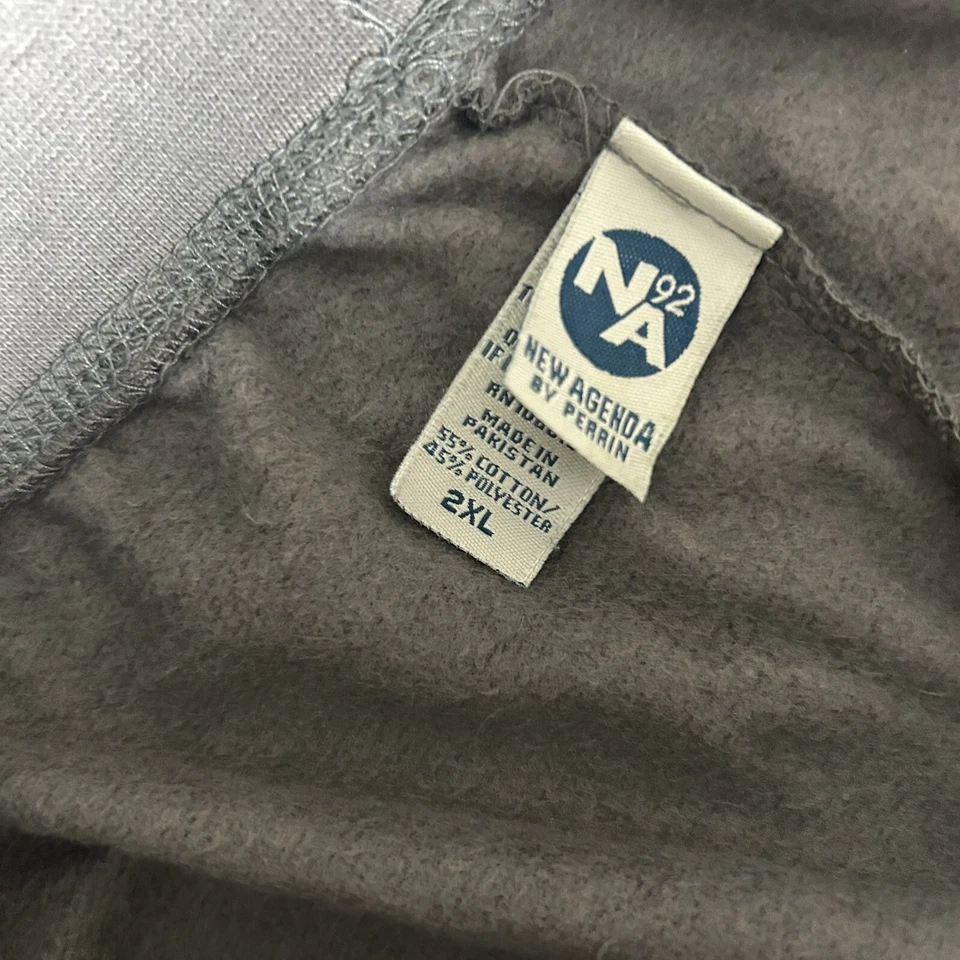 N 92
A
NEW AGENDA
BY PERRIN
MADE IN
PAKISTAN
55% COTTON/
45% POLYESTER
2XL